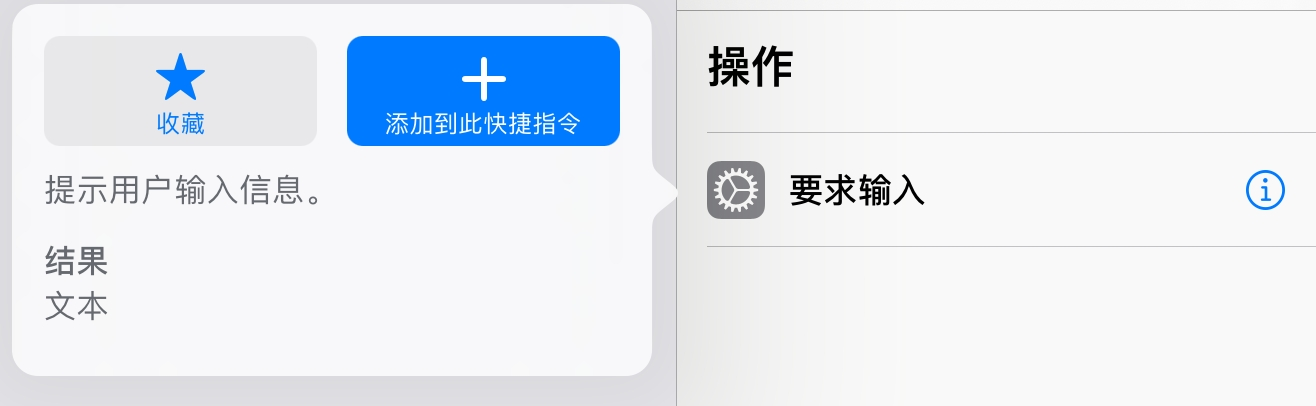 收藏
添加到此快捷指令
提示用户输入信息。
结果
文本
操作
要求输入